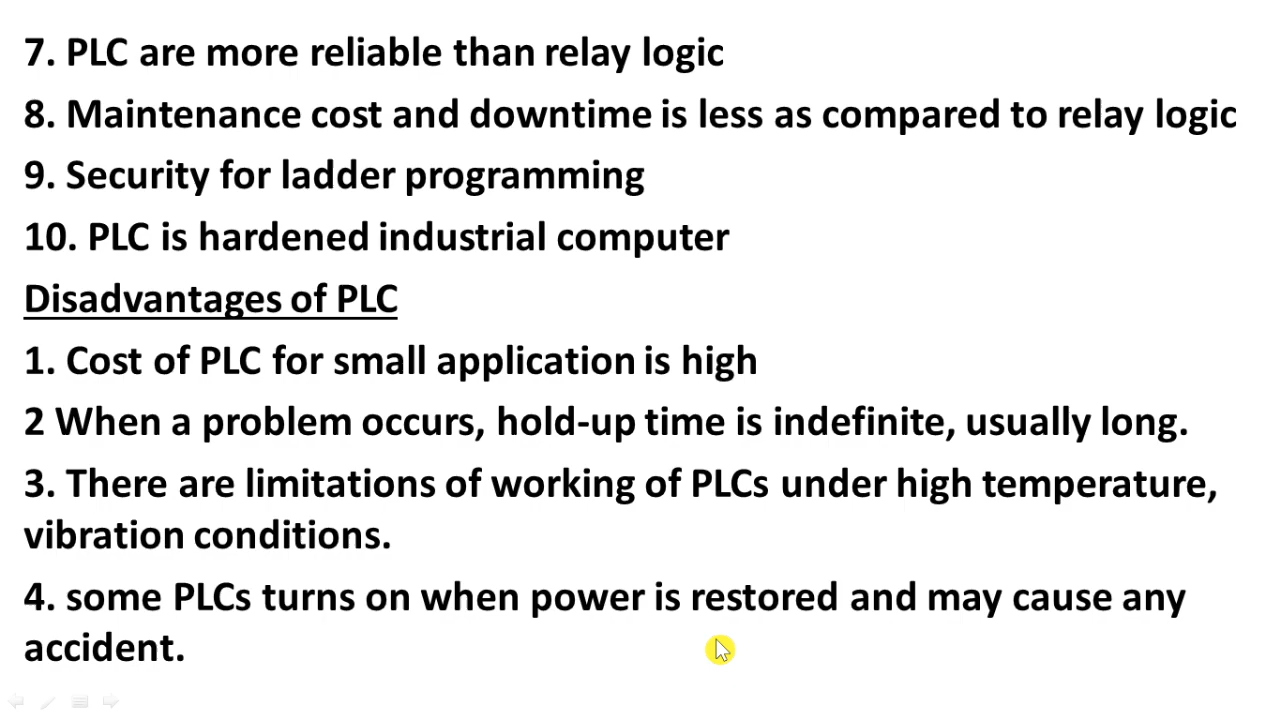 7. PLC are more reliable than relay logic
8. Maintenance cost and downtime is less as compared to relay logic
9. Security for ladder programming
10. PLC is hardened industrial computer
Disadvantages of PLC
1. Cost of PLC for small application is high
2 When a problem occurs, hold-up time is indefinite, usually long.
3. There are limitations of working of PLCs under high temperature,
vibration conditions.
4. some PLCs turns on when power is restored and may cause any
accident.